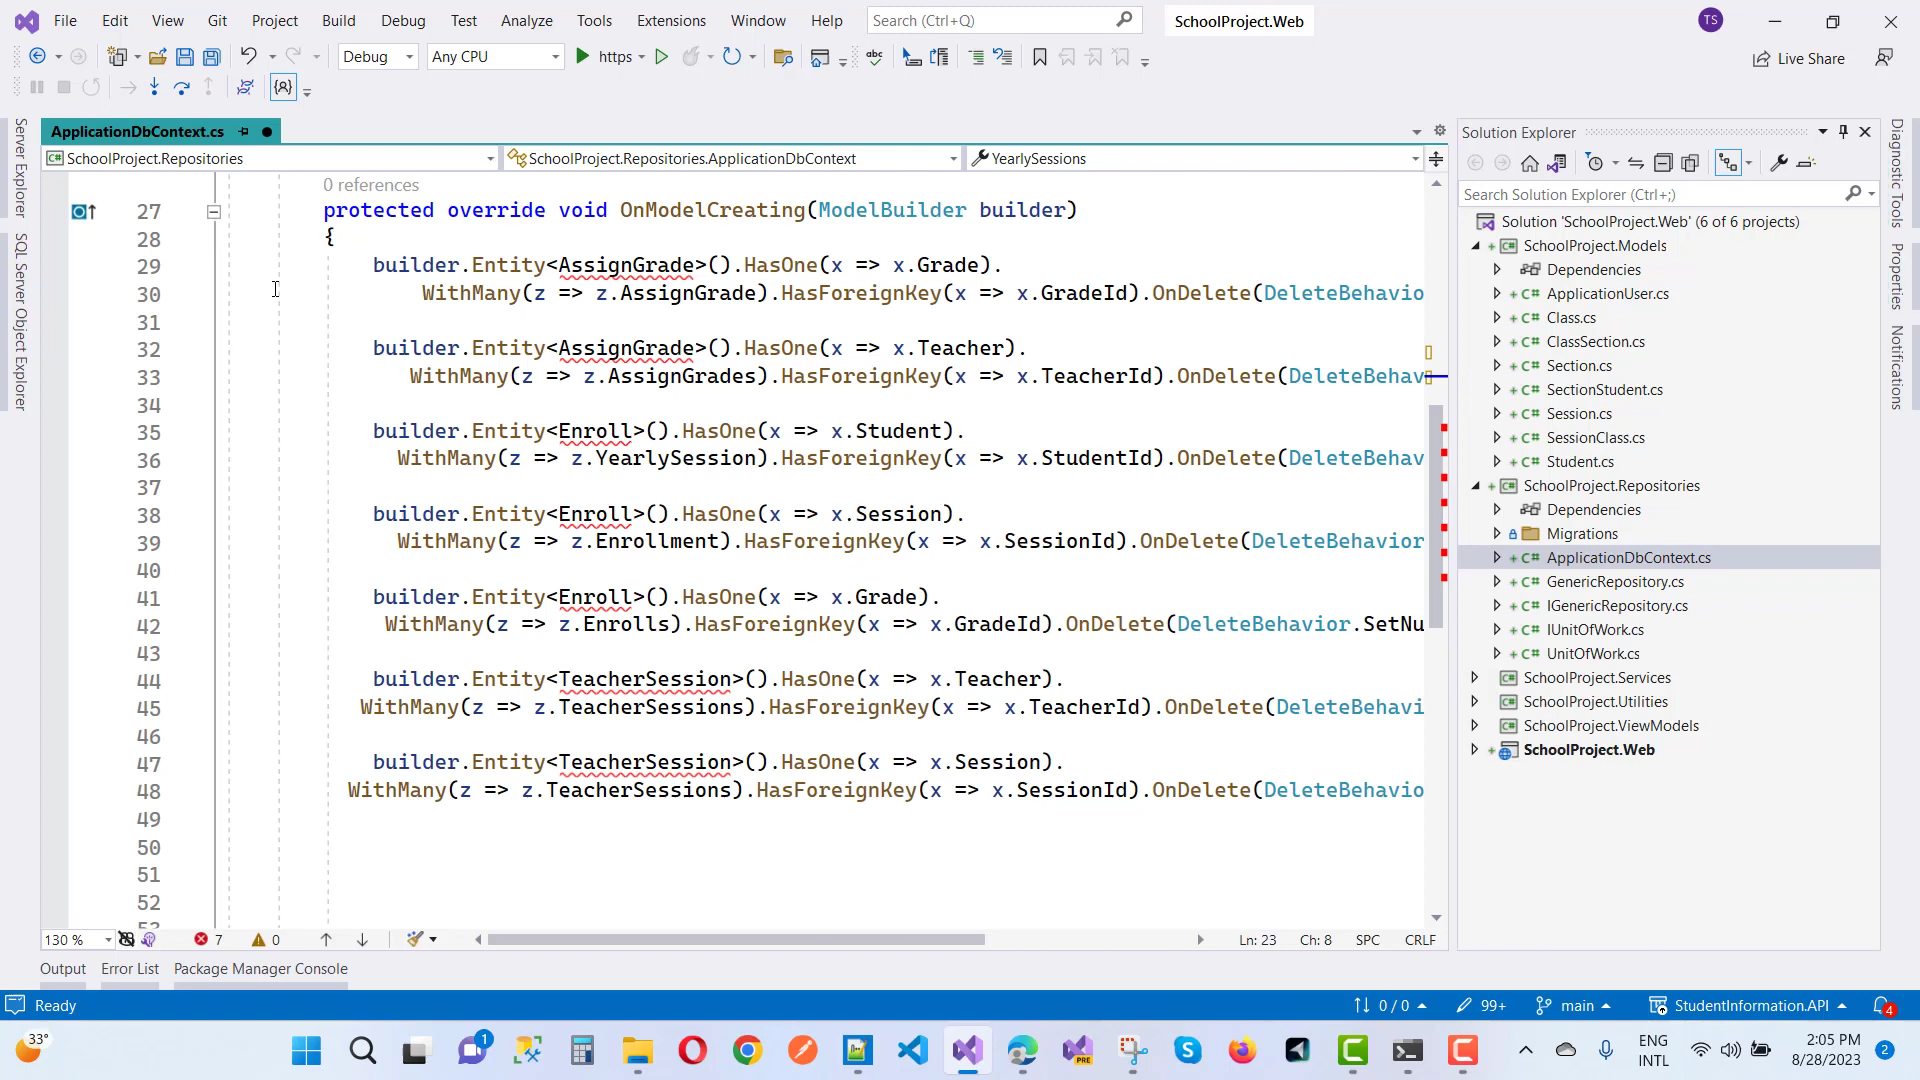 File Edit View Git Project Build Debug Test Analyze Tools Extensions Window Help Search (Ctrl+Q) SchoolProject.Web TS
Debug Any CPU https Live Share
ApplicationDbContext.cs
SchoolProject.Repositories SchoolProject.Repositories.ApplicationDbContext YearlySessions
0 references
27 protected override void OnModelCreating(ModelBuilder builder)
28 {
29 builder.Entity<AssignGrade>().HasOne(x => x.Grade).
30 WithMany(z => z.AssignGrade).HasForeignKey(x => x.GradeId).OnDelete(DeleteBehavio
31
32 builder.Entity<AssignGrade>().HasOne(x => x.Teacher).
33 WithMany(z => z.AssignGrades).HasForeignKey(x => x.TeacherId).OnDelete(DeleteBehav
34
35 builder.Entity<Enroll>().HasOne(x => x.Student).
36 WithMany(z => z.YearlySession).HasForeignKey(x => x.StudentId).OnDelete(DeleteBehav
37
38 builder.Entity<Enroll>().HasOne(x => x.Session).
39 WithMany(z => z.Enrollment).HasForeignKey(x => x.SessionId).OnDelete(DeleteBehavior
40
41 builder.Entity<Enroll>().HasOne(x => x.Grade).
42 WithMany(z => z.Enrolls).HasForeignKey(x => x.GradeId).OnDelete(DeleteBehavior.SetNu
43
44 builder.Entity<TeacherSession>().HasOne(x => x.Teacher).
45 WithMany(z => z.TeacherSessions).HasForeignKey(x => x.TeacherId).OnDelete(DeleteBehavi
46
47 builder.Entity<TeacherSession>().HasOne(x => x.Session).
48 WithMany(z => z.TeacherSessions).HasForeignKey(x => x.SessionId).OnDelete(DeleteBehavio
49
50
51
52
53
130 % 7 0 Ln: 23 Ch: 8 SPC CRLF
Output Error List Package Manager Console
Server Explorer
SQL Server Object Explorer
Solution Explorer
Search Solution Explorer (Ctrl+;)
Solution 'SchoolProject.Web' (6 of 6 projects)
SchoolProject.Models
Dependencies
ApplicationUser.cs
Class.cs
ClassSection.cs
Section.cs
SectionStudent.cs
Session.cs
SessionClass.cs
Student.cs
SchoolProject.Repositories
Dependencies
Migrations
ApplicationDbContext.cs
GenericRepository.cs
IGenericRepository.cs
IUnitOfWork.cs
UnitOfWork.cs
SchoolProject.Services
SchoolProject.Utilities
SchoolProject.ViewModels
SchoolProject.Web
Diagnostic Tools
Properties
Notifications
Ready 0 / 0 99+ main StudentInformation.API 4
33° 1 PRE ENG INTL 2:05 PM 8/28/2023 2